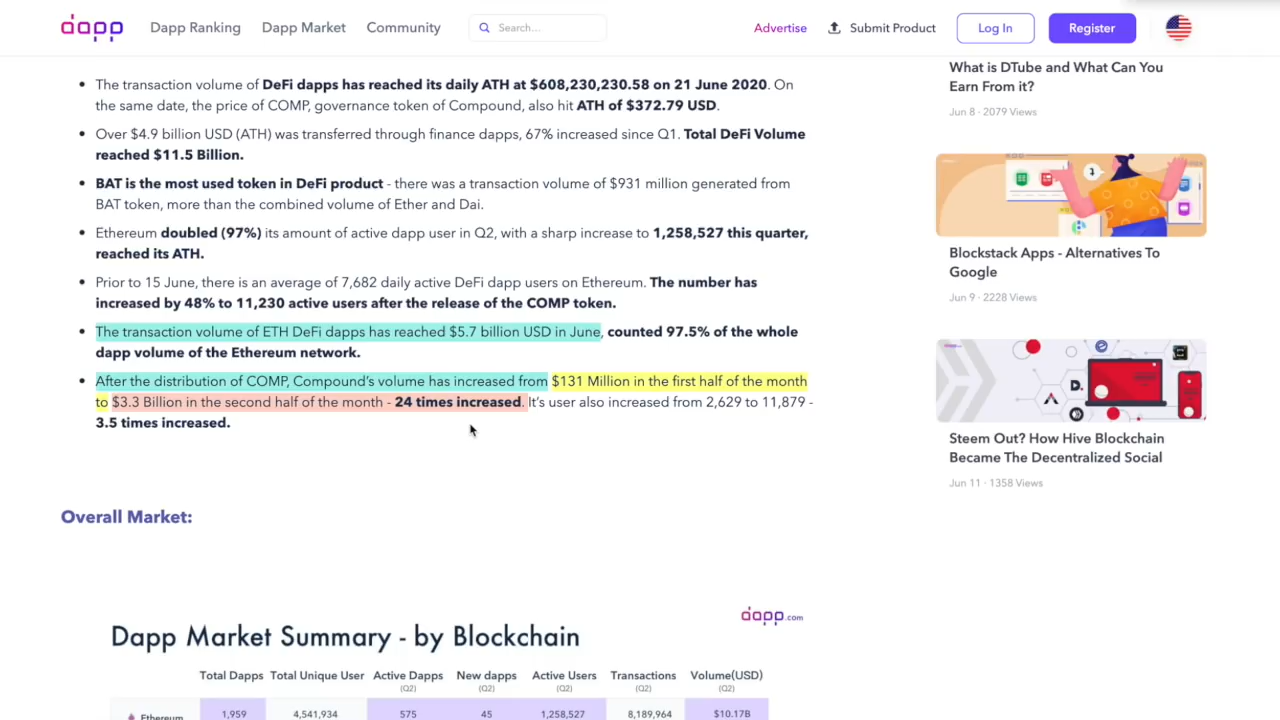 dapp
Dapp Ranking
Dapp Market
Community
Search...
Advertise
Submit Product
Log In
Register
The transaction volume of DeFi dapps has reached its daily ATH at $608,230,230.58 on 21 June 2020. On
the same date, the price of COMP, governance token of Compound, also hit ATH of $372.79 USD.
Over $4.9 billion USD (ATH) was transferred through finance dapps, 67% increased since Q1. Total DeFi Volume
reached $11.5 Billion.
BAT is the most used token in DeFi product - there was a transaction volume of $931 million generated from
BAT token, more than the combined volume of Ether and Dai.
Ethereum doubled (97%) its amount of active dapp user in Q2, with a sharp increase to 1,258,527 this quarter,
reached its ATH.
Prior to 15 June, there is an average of 7,682 daily active DeFi dapp users on Ethereum. The number has
increased by 48% to 11,230 active users after the release of the COMP token.
The transaction volume of ETH DeFi dapps has reached $5.7 billion USD in June, counted 97.5% of the whole
dapp volume of the Ethereum network.
After the distribution of COMP, Compound's volume has increased from $131 Million in the first half of the month
to $3.3 Billion in the second half of the month - 24 times increased. It's user also increased from 2,629 to 11,879 -
3.5 times increased.
Overall Market:
dapp.com
Dapp Market Summary - by Blockchain
Total Dapps Total Unique User Active Dapps New dapps Active Users Transactions Volume(USD)
(Q2) (Q2) (Q2) (Q2) (Q2)
Ethereum 1,959 4,541,934 575 45 1,258,527 8,189,964 $10.17B
What is DTube and What Can You
Earn From it?
Jun 8 · 2079 Views
Blockstack Apps - Alternatives To
Google
Jun 9 · 2228 Views
D.
Steem Out? How Hive Blockchain
Became The Decentralized Social
Jun 11 · 1358 Views